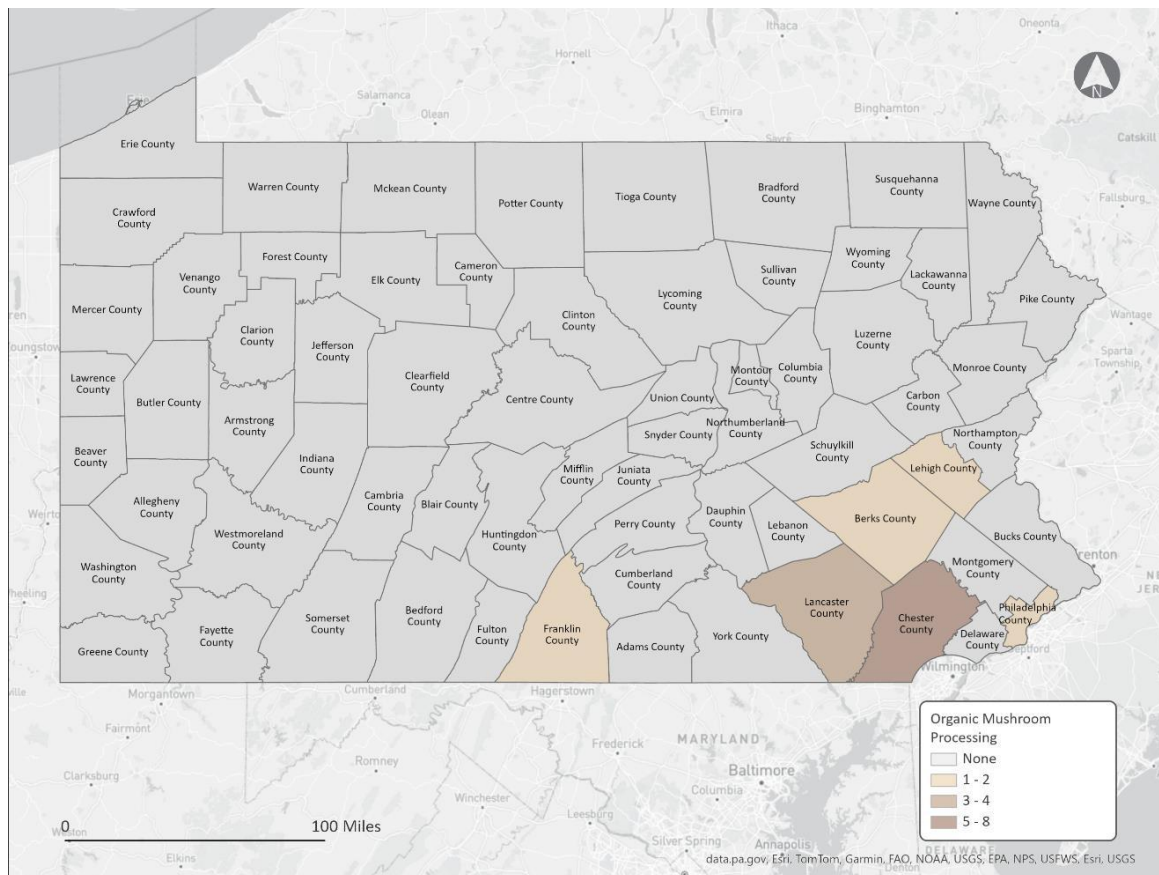 Ithaca
Oneonta
Hornell
Salamanca
Olean
Elmira
Binghamton
Sayre
Catskill
N
Erie
Erie County
Warren County
Mckean County
Potter County
Tioga County
Bradford
County
Susquehanna
County
Wayne County
Fallsburg
Crawford
County
Venango
County
Forest County
Elk County
Cameron
County
Sullivan
County
Wyoming
County
Lackawanna
County
Pike County
Wantage
Mercer County
Clarion
County
Jefferson
County
Clinton
County
Lycoming
County
Luzerne
County
Youngstown
Sparta
Township
Lawrence
County
Butler County
Clearfield
County
Centre County
Union County
Montour
County
Columbia
County
Carbon
County
Monroe County
Armstrong
County
Beaver
County
Indiana
County
Snyder County
Northumberland
County
Schuylkill
County
Northampton
County
Lehigh County
Mifflin
County
Juniata
County
Allegheny
County
Cambria
County
Blair County
Weirto
Westmoreland
County
Huntingdon
County
Perry County
Dauphin
County
Lebanon
County
Berks County
Bucks County
Washington
County
Cumberland
County
Montgomery
County
renton
NE
JER
Wheeling
Somerset
County
Bedford
County
Fulton
County
Franklin
County
Adams County
York County
Lancaster
County
Chester
County
Delaware
County
Philadelphia
County
Deptford
Greene County
Fayette
County
Wilmington
Morgantown
Cumberland
Hagerstown
Fairmont
Clarksburg
Romney
Frederick
MARYLAND
Baltimore
Columbia
Winchester
Leesburg
Silver Spring
Annapolis
Weston
Elkins
0
100 Miles
Organic Mushroom
Processing
None
1 - 2
3 - 4
5 - 8
DELAWARE
Denton
data.pa.gov, Esri, TomTom, Garmin, FAO, NOAA, USGS, EPA, NPS, USFWS, Esri, USGS